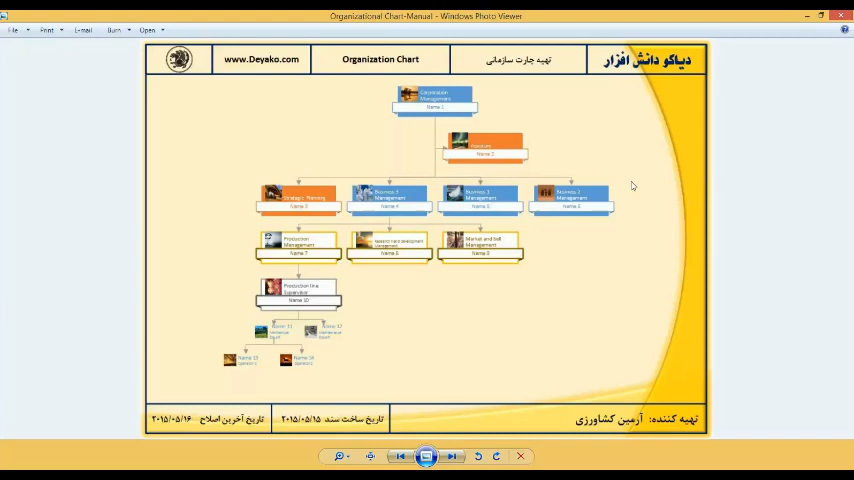 Organizational Chart-Manual - Windows Photo Viewer
File Print E-mail Burn Open
www.Deyako.com
Organization Chart
تهیه چارت سازمانی
دیاکو دانش افزار
Corporation
Management
Name 1
Name 2
Strategic Planning
Name 3
Business 3
Management
Name 4
Business 1
Management
Name 5
Business 2
Management
Name 6
Production
Management
Name 7
Research and development
Management
Name 8
Market and Sell
Management
Name 9
Production line
Supervisor
Name 10
Name 11
Name 12
Name 13
Operator 1
Name 14
Operator 2
تاریخ آخرین اصلاح ۲۰۱۵/۰۵/۱۶
تاریخ ساخت سند ۲۰۱۵/۰۵/۱۵
تهیه کننده: آرمین کشاورزی